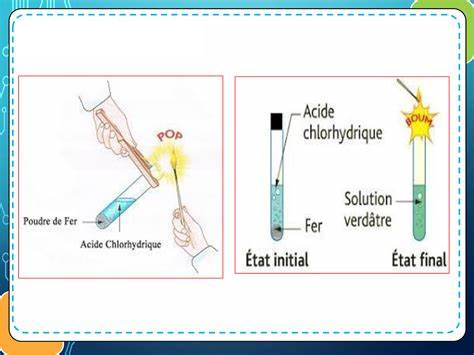 POP
Poudre de Fer
Acide Chlorhydrique
Acide
chlorhydrique
BOUM
Solution
verdâtre
Fer
État initial
État final